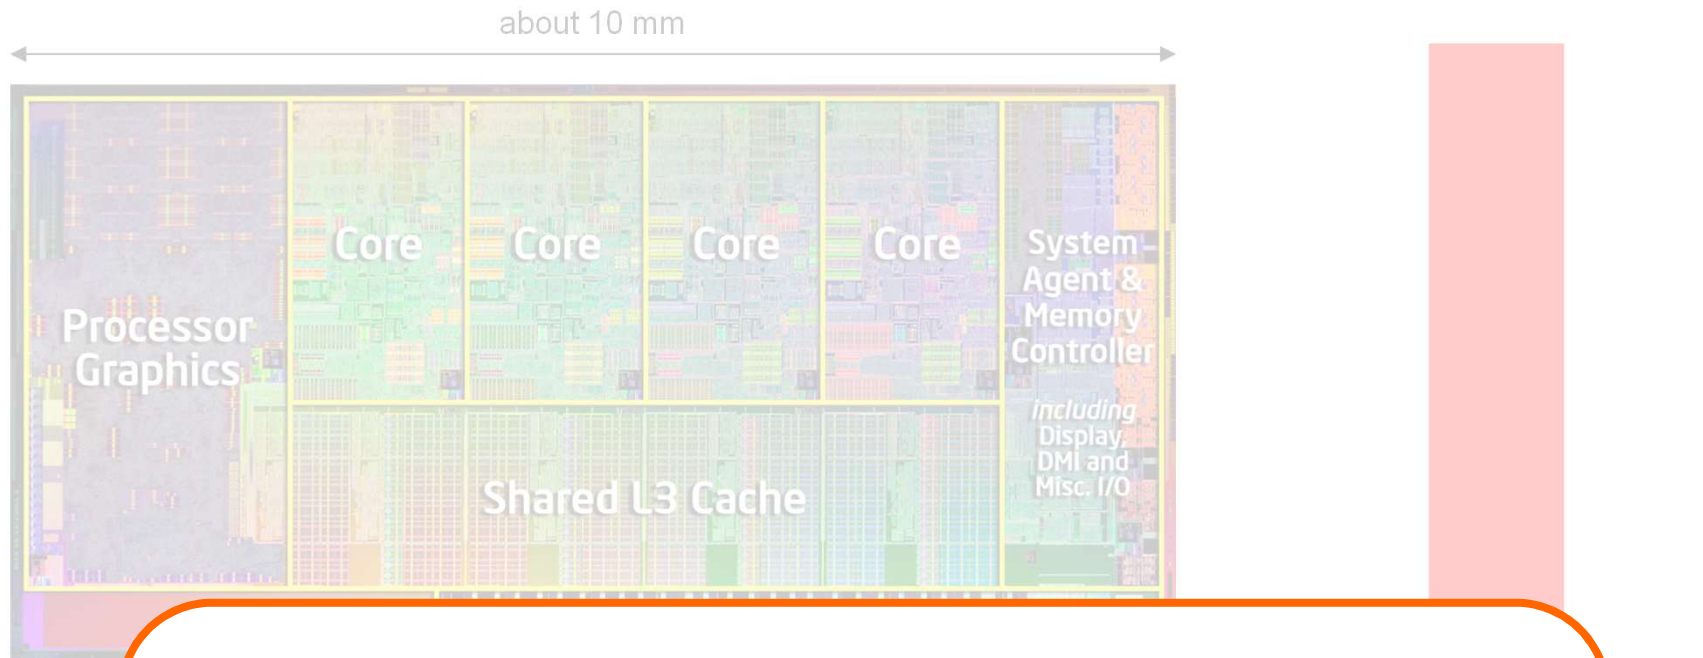 about 10 mm
Core
Core
Core
Core
System
Agent &
Memory
Controller
including
Display,
DMI and
Misc. I/O
Processor
Graphics
Shared L3 Cache